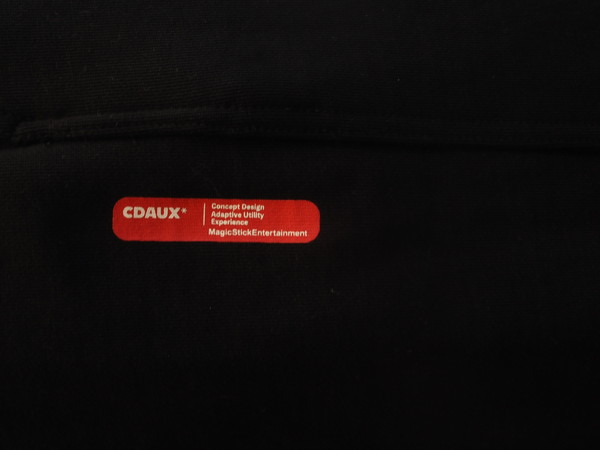 CDAUX*
Concept Design
Adaptive Utility
Experience
MagicStickEntertainment